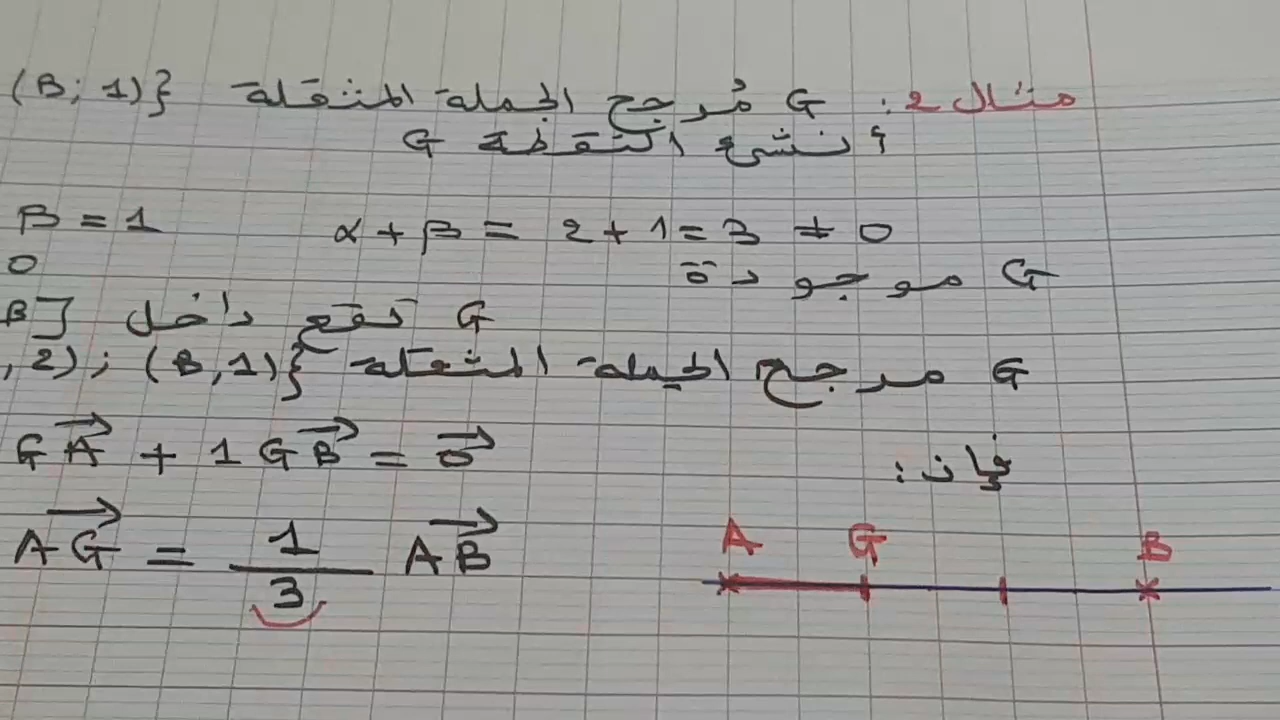 مثال 2: G مُرجح الجملة المثقلة {(B; 1)
أنشئ النقطة G
α + β = 2 + 1 = 3 ≠ 0
β = 1
G موجودة
0
G تقع داخل [B
G مرجح الجملة المثقلة {(B,1) ; (2,
فإن:
GA + 1 GB = 0
AG = 1/3 AB
A G B